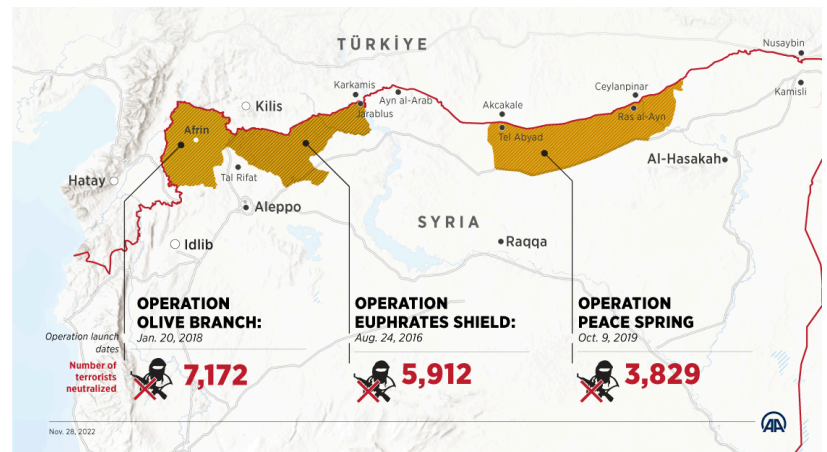 TÜRKİYE
Nusaybin
Karkamis
Ceylanpinar
Kilis
Ayn al-Arab
Kamisli
Akcakale
Jarablus
Ras al-Ayn
Afrin
Tel Abyad
Al-Hasakah
Tal Rifat
Hatay
Aleppo
SYRIA
Idlib
Raqqa
OPERATION
OLIVE BRANCH:
Jan. 20, 2018
OPERATION
EUPHRATES SHIELD:
Aug. 24, 2016
OPERATION
PEACE SPRING
Oct. 9, 2019
Operation launch
dates
Number of
terrorists
neutralized
7,172
5,912
3,829
Nov. 28, 2022
AA